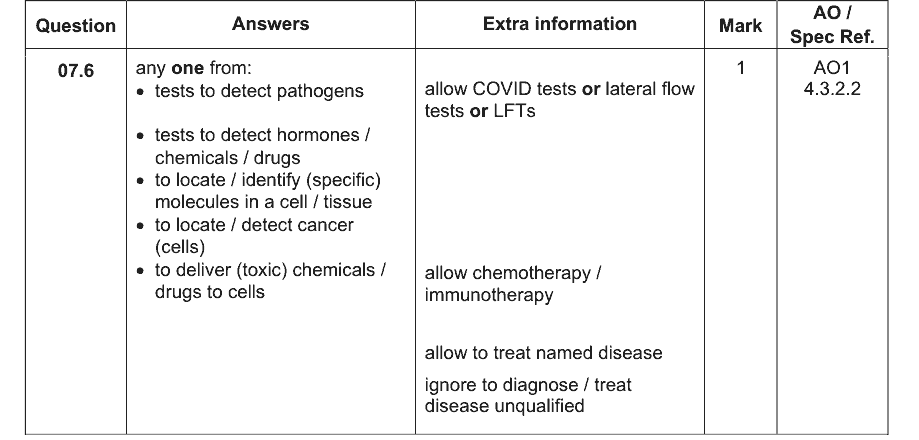 Question Answers Extra information Mark AO /
Spec Ref.
07.6 any one from: 1 AO1
• tests to detect pathogens allow COVID tests or lateral flow 4.3.2.2
tests or LFTs
• tests to detect hormones /
chemicals / drugs
• to locate / identify (specific)
molecules in a cell / tissue
• to locate / detect cancer
(cells)
• to deliver (toxic) chemicals / allow chemotherapy /
drugs to cells immunotherapy
allow to treat named disease
ignore to diagnose / treat
disease unqualified